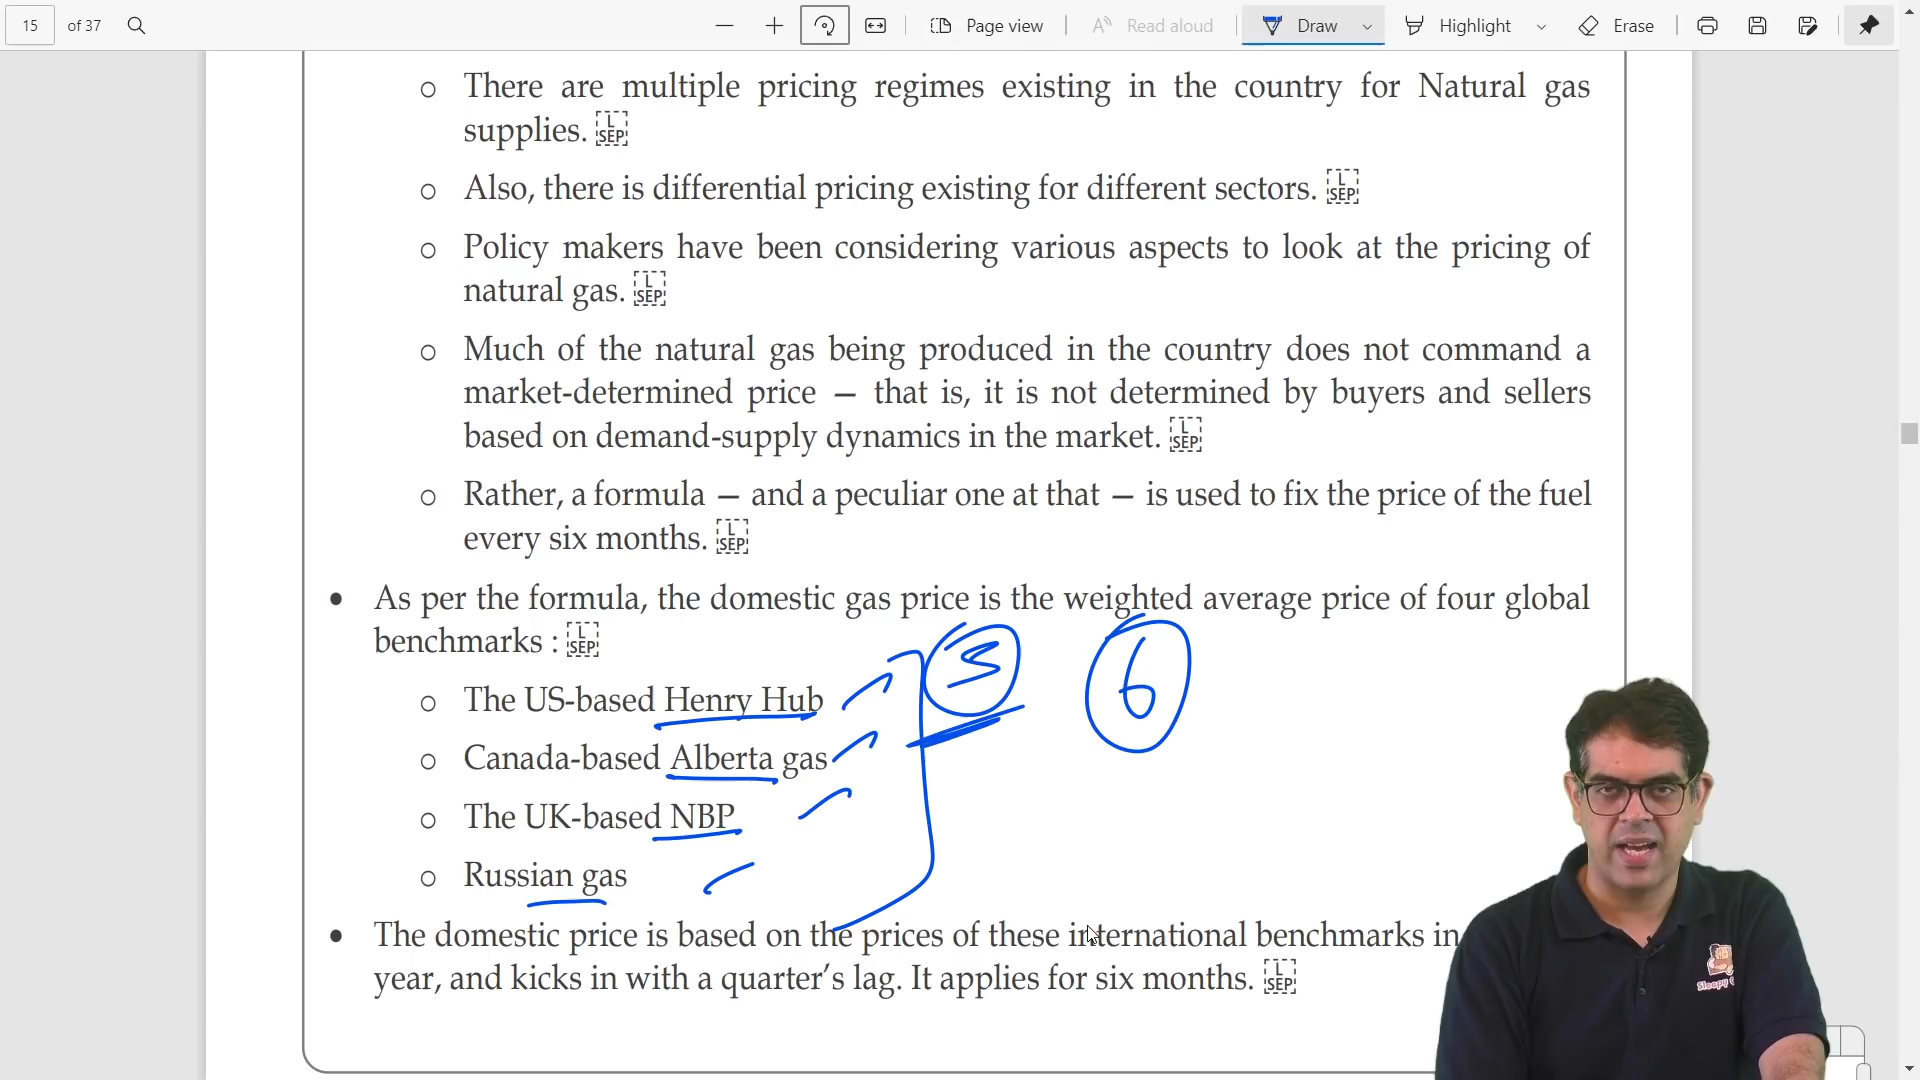 15 of 37 Page view Read aloud Draw Highlight Erase
o There are multiple pricing regimes existing in the country for Natural gas
supplies. L SEP
o Also, there is differential pricing existing for different sectors. L SEP
o Policy makers have been considering various aspects to look at the pricing of
natural gas. L SEP
o Much of the natural gas being produced in the country does not command a
market-determined price — that is, it is not determined by buyers and sellers
based on demand-supply dynamics in the market. L SEP
o Rather, a formula — and a peculiar one at that — is used to fix the price of the fuel
every six months. L SEP
• As per the formula, the domestic gas price is the weighted average price of four global
benchmarks : L SEP
o The US-based Henry Hub
o Canada-based Alberta gas
o The UK-based NBP
o Russian gas
6
• The domestic price is based on the prices of these international benchmarks in
year, and kicks in with a quarter’s lag. It applies for six months. L SEP